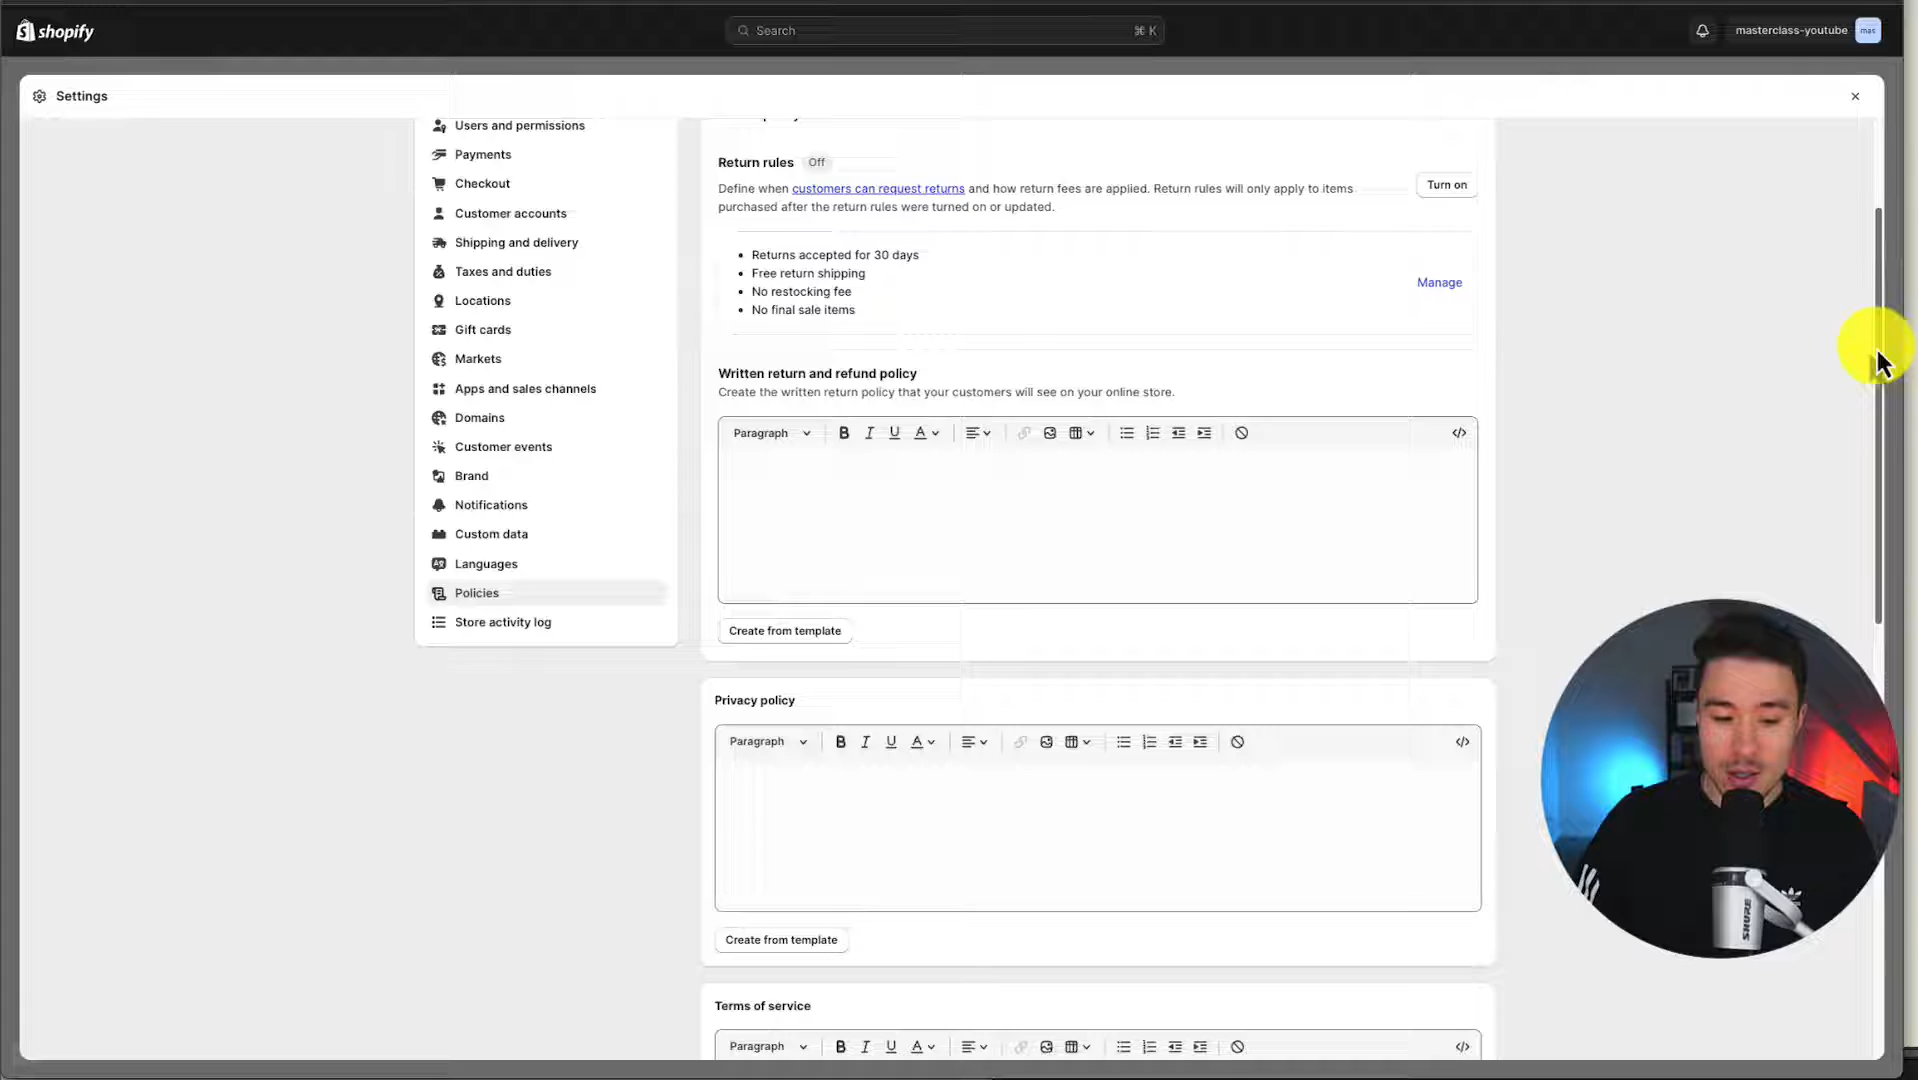 shopify
Search
⌘ K
masterclass-youtube
mas
Settings
Users and permissions
Payments
Checkout
Customer accounts
Shipping and delivery
Taxes and duties
Locations
Gift cards
Markets
Apps and sales channels
Domains
Customer events
Brand
Notifications
Custom data
Languages
Policies
Store activity log
Return rules Off
Define when customers can request returns and how return fees are applied. Return rules will only apply to items
purchased after the return rules were turned on or updated.
Turn on
• Returns accepted for 30 days
• Free return shipping
• No restocking fee
• No final sale items
Manage
Written return and refund policy
Create the written return policy that your customers will see on your online store.
Paragraph B I U A
Create from template
Privacy policy
Paragraph B I U A
Create from template
Terms of service
Paragraph B I U A
SHURE